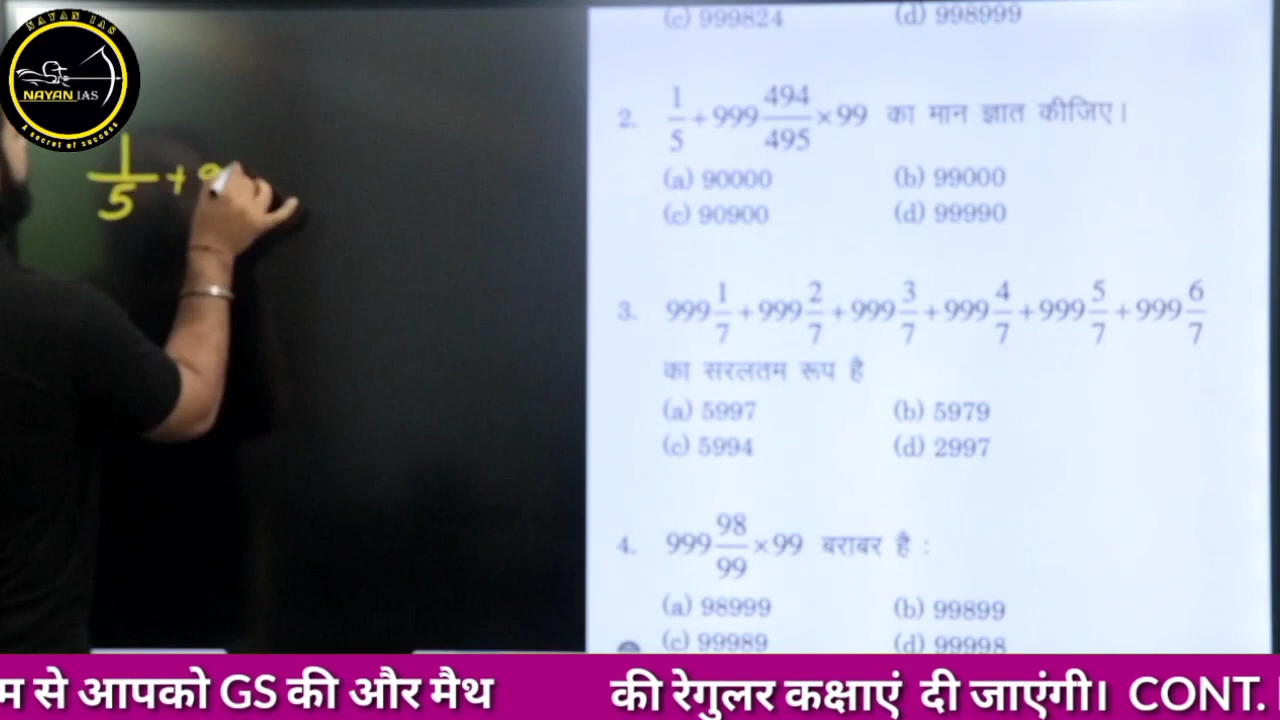 NAYAN IAS
NAYAN IAS
A secret of success
1/5 + 9
(c) 999824 (d) 998999
2. 1/5 + 999 494/495 × 99 का मान ज्ञात कीजिए।
(a) 90000 (b) 99000
(c) 90900 (d) 99990
3. 999 1/7 + 999 2/7 + 999 3/7 + 999 4/7 + 999 5/7 + 999 6/7
का सरलतम रूप है
(a) 5997 (b) 5979
(c) 5994 (d) 2997
4. 999 98/99 × 99 बराबर है :
(a) 98999 (b) 99899
(c) 99989 (d) 99998
म से आपको GS की और मैथ की रेगुलर कक्षाएं दी जाएंगी। CONT.